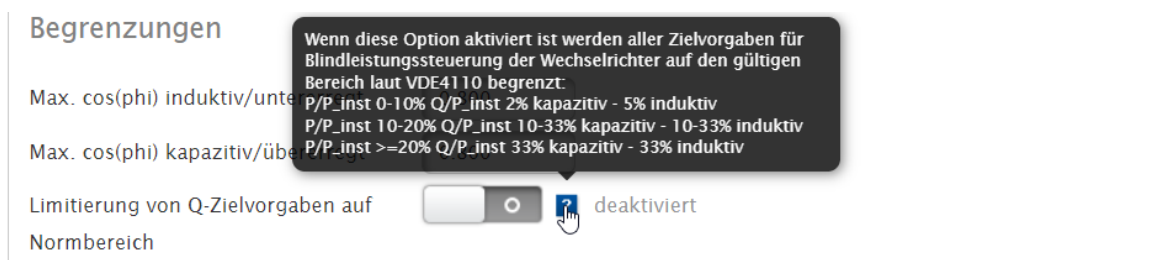 Begrenzungen
Wenn diese Option aktiviert ist werden aller Zielvorgaben für
Blindleistungssteuerung der Wechselrichter auf den gültigen
Bereich laut VDE4110 begrenzt:
P/P_inst 0-10% Q/P_inst 2% kapazitiv - 5% induktiv
P/P_inst 10-20% Q/P_inst 10-33% kapazitiv - 10-33% induktiv
P/P_inst >=20% Q/P_inst 33% kapazitiv - 33% induktiv
Max. cos(phi) induktiv/unter
Max. cos(phi) kapazitiv/über
Limitierung von Q-Zielvorgaben auf
Normbereich
? deaktiviert